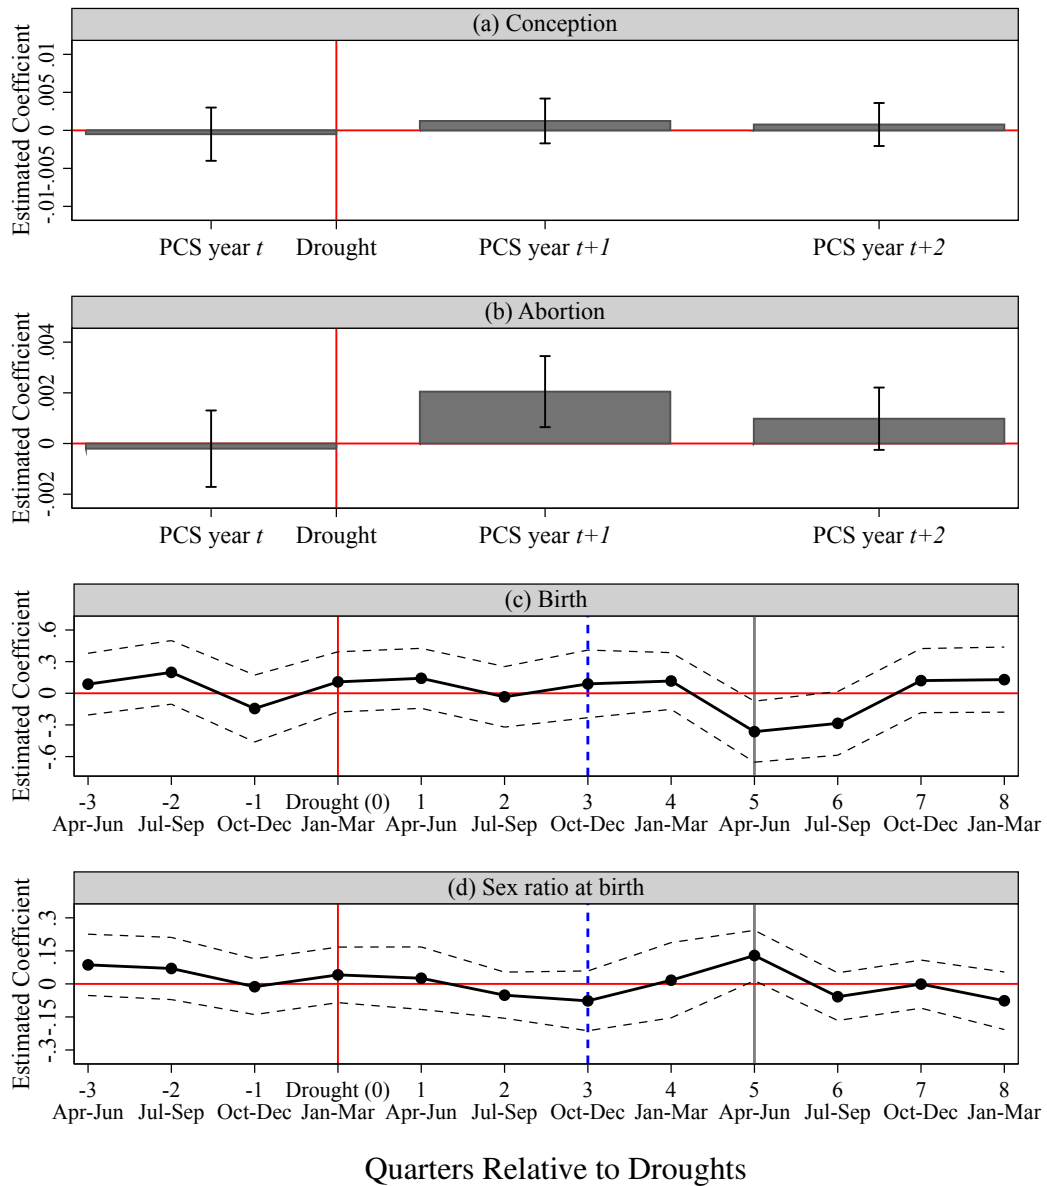 (a) Conception
Estimated Coefficient
.01
.005
0
-.005
-.01
PCS year t Drought PCS year t+1 PCS year t+2
(b) Abortion
Estimated Coefficient
.004
.002
0
-.002
PCS year t Drought PCS year t+1 PCS year t+2
(c) Birth
Estimated Coefficient
.6
.3
0
-.3
-.6
-3 -2 -1 Drought (0) 1 2 3 4 5 6 7 8
Apr-Jun Jul-Sep Oct-Dec Jan-Mar Apr-Jun Jul-Sep Oct-Dec Jan-Mar Apr-Jun Jul-Sep Oct-Dec Jan-Mar
(d) Sex ratio at birth
Estimated Coefficient
.3
.15
0
-.15
-.3
-3 -2 -1 Drought (0) 1 2 3 4 5 6 7 8
Apr-Jun Jul-Sep Oct-Dec Jan-Mar Apr-Jun Jul-Sep Oct-Dec Jan-Mar Apr-Jun Jul-Sep Oct-Dec Jan-Mar
Quarters Relative to Droughts